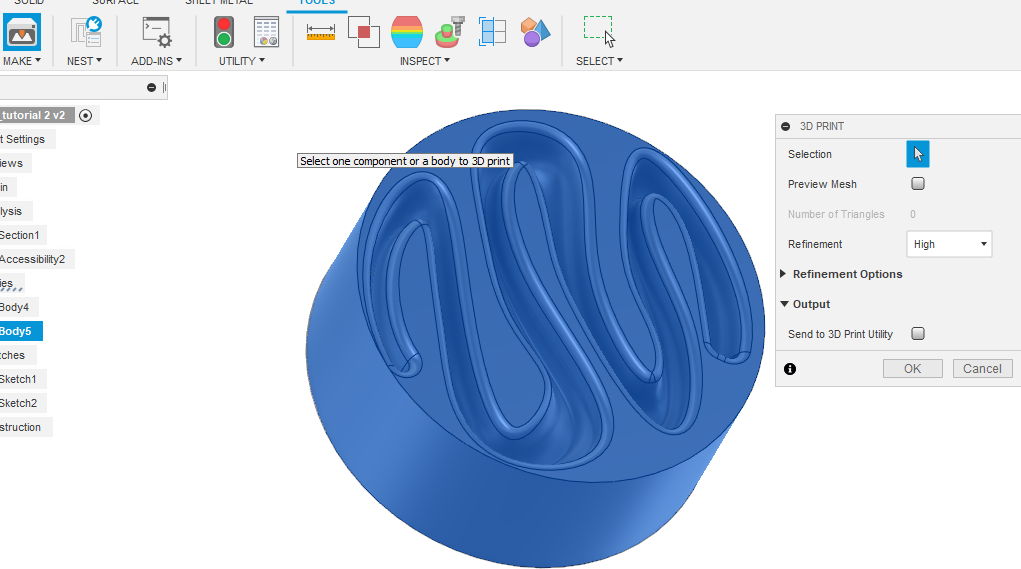 SOLID SURFACE SHEET METAL TOOLS
MAKE NEST ADD-INS UTILITY INSPECT SELECT
_tutorial 2 v2
t Settings
iews
in
lysis
Section1
Accessibility2
ies
Body4
Body5
tches
Sketch1
Sketch2
struction
Select one component or a body to 3D print
3D PRINT
Selection
Preview Mesh
Number of Triangles 0
Refinement High
Refinement Options
Output
Send to 3D Print Utility
OK Cancel